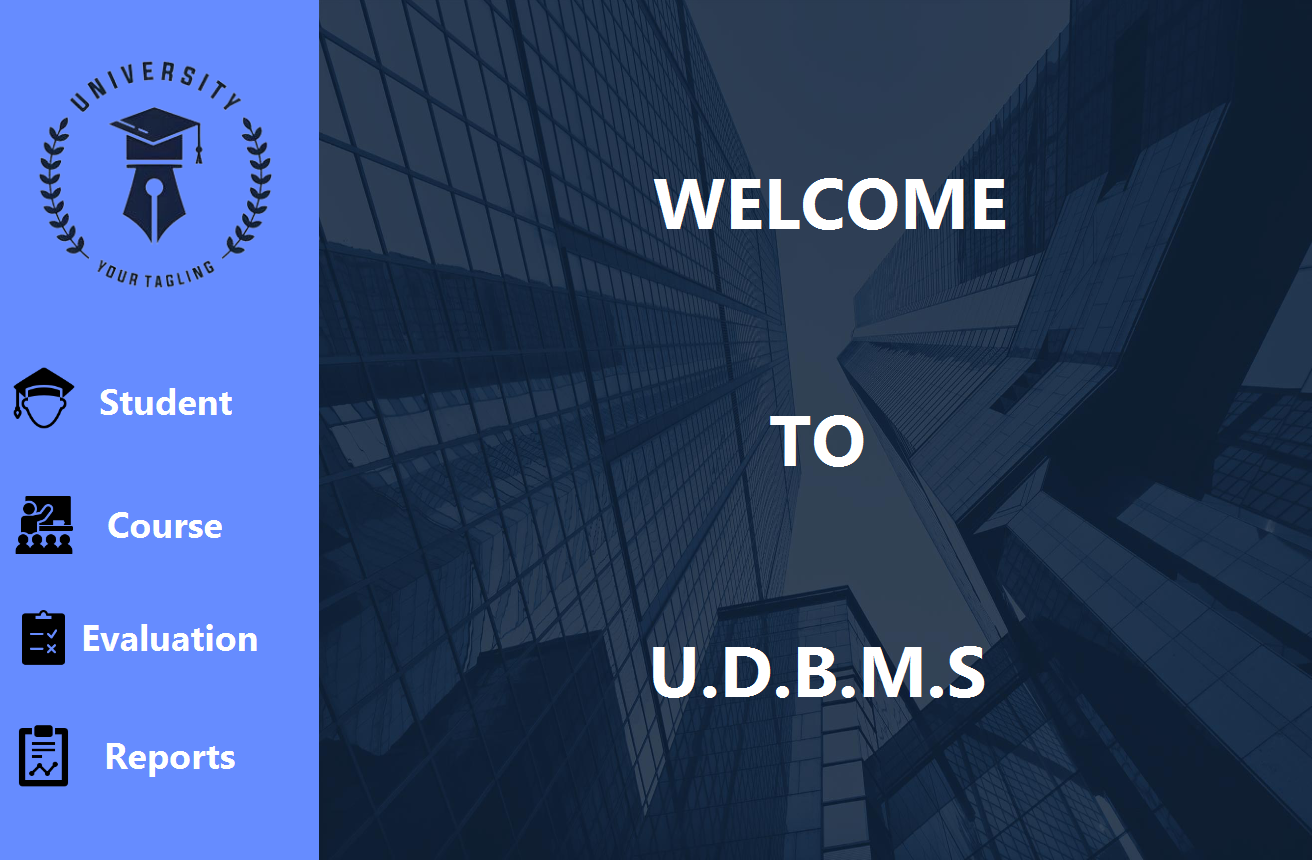 UNIVERSITY
YOUR TAGLING
Student
Course
Evaluation
Reports
WELCOME
TO
U.D.B.M.S